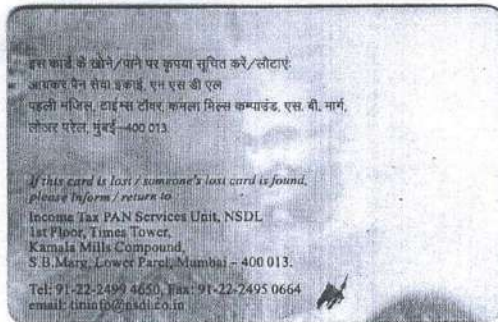 इस कार्ड के खोने/पाने पर कृपया सूचित करें/लौटाएं:
आयकर पैन सेवा इकाई, एन एस डी एल
पहली मंजिल, टाईम्स टॉवर, कमला मिल्स कम्पाउंड, एस. बी. मार्ग,
लोअर परेल, मुंबई–400 013.
If this card is lost / someone's lost card is found,
please inform / return to
Income Tax PAN Services Unit, NSDL
1st Floor, Times Tower,
Kamala Mills Compound,
S.B.Marg, Lower Parel, Mumbai – 400 013.
Tel: 91-22-2499 4650, Fax: 91-22-2495 0664
email: tininfo@nsdl.co.in